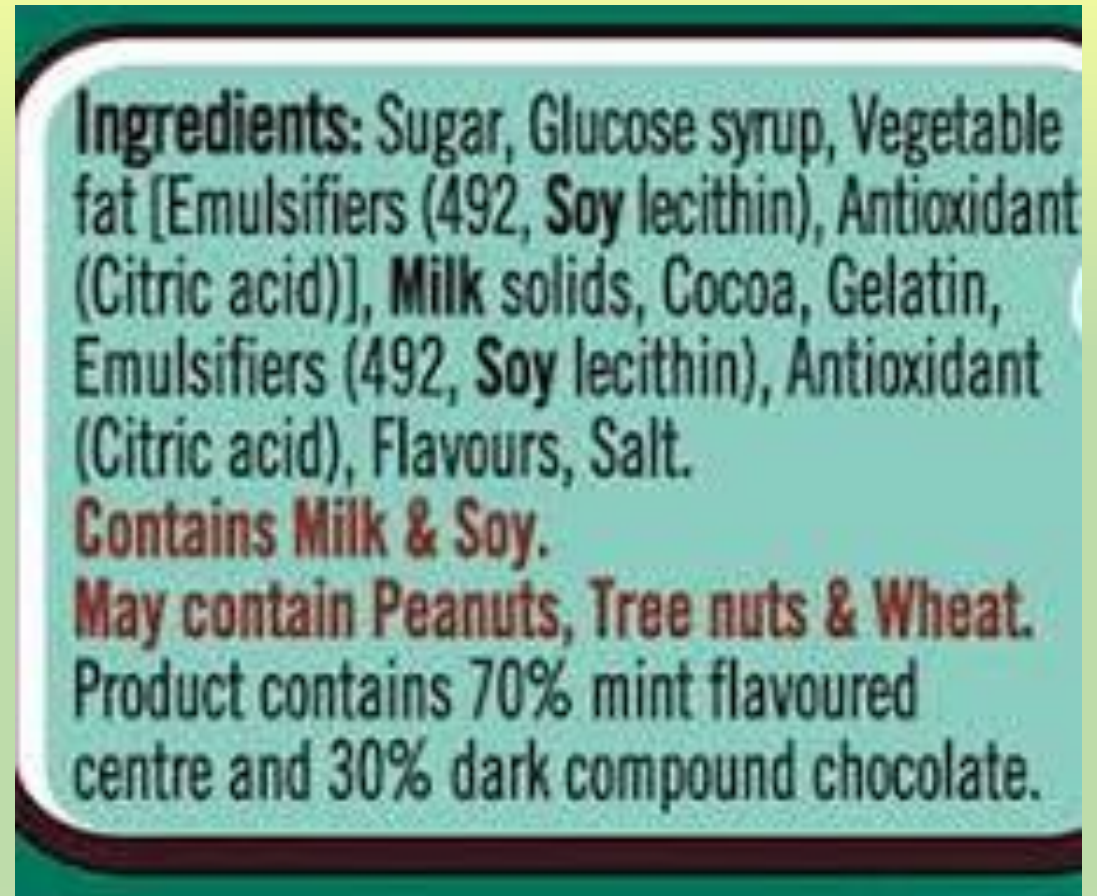 Ingredients: Sugar, Glucose syrup, Vegetable
fat [Emulsifiers (492, Soy lecithin), Antioxidant
(Citric acid)], Milk solids, Cocoa, Gelatin,
Emulsifiers (492, Soy lecithin), Antioxidant
(Citric acid), Flavours, Salt.
Contains Milk & Soy.
May contain Peanuts, Tree nuts & Wheat.
Product contains 70% mint flavoured
centre and 30% dark compound chocolate.